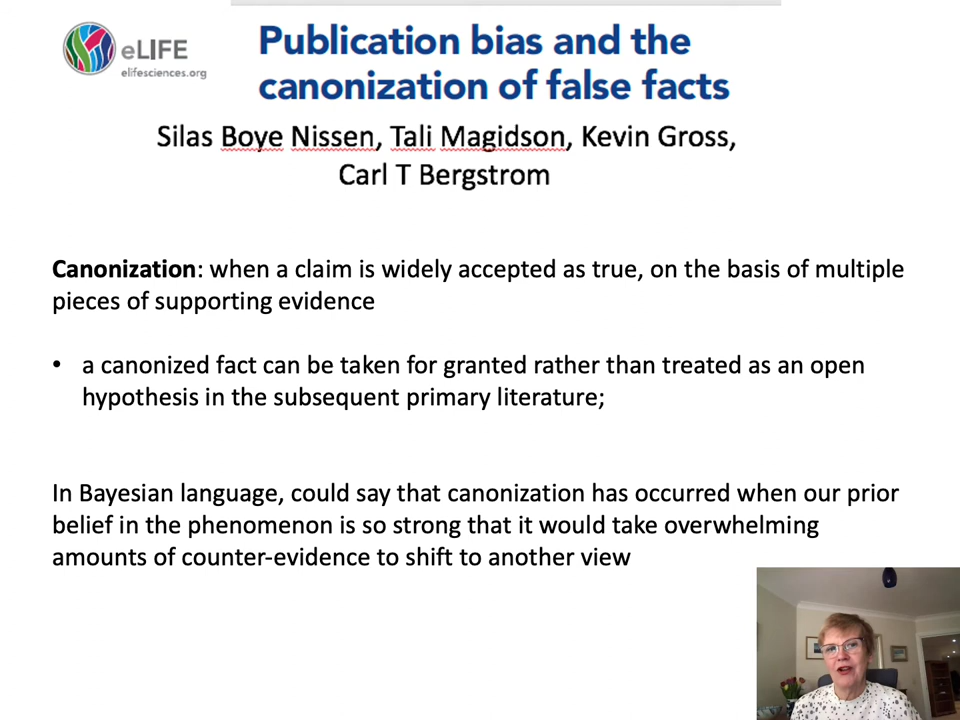 eLIFE
elifesciences.org
Publication bias and the
canonization of false facts
Silas Boye Nissen, Tali Magidson, Kevin Gross,
Carl T Bergstrom
Canonization: when a claim is widely accepted as true, on the basis of multiple
pieces of supporting evidence
• a canonized fact can be taken for granted rather than treated as an open
hypothesis in the subsequent primary literature;
In Bayesian language, could say that canonization has occurred when our prior
belief in the phenomenon is so strong that it would take overwhelming
amounts of counter-evidence to shift to another view